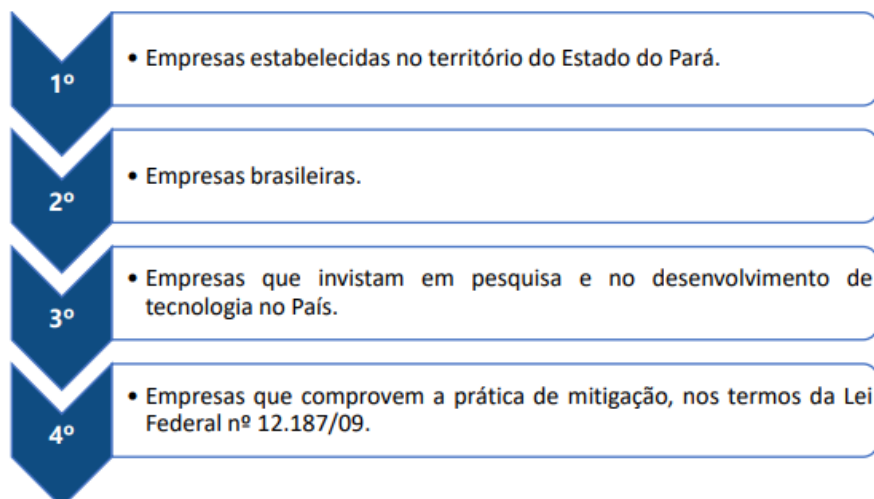 1º
• Empresas estabelecidas no território do Estado do Pará.
2º
• Empresas brasileiras.
3º
• Empresas que invistam em pesquisa e no desenvolvimento de
tecnologia no País.
4º
• Empresas que comprovem a prática de mitigação, nos termos da Lei
Federal nº 12.187/09.